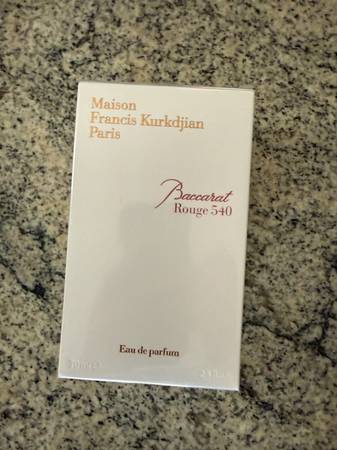 Maison
Francis Kurkdjian
Paris
Baccarat
Rouge 540
Eau de parfum